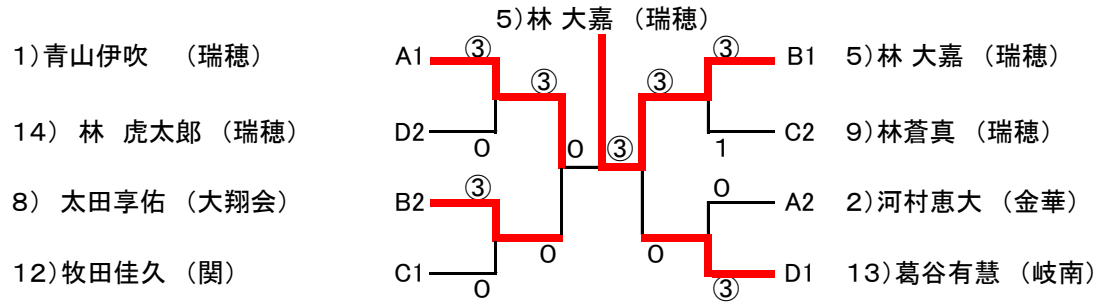 5)林 大嘉 （瑞穂）
1)青山伊吹 （瑞穂） A1 ③ ③ B1 5)林 大嘉 （瑞穂）
③ ③
14) 林 虎太郎 （瑞穂） D2 0 0 ③ 1 C2 9)林蒼真 （瑞穂）
8) 太田享佑 （大翔会） B2 ③ 0 A2 2)河村恵大 （金華）
0 0
12)牧田佳久 （関） C1 0 ③ D1 13)葛谷有慧 （岐南）